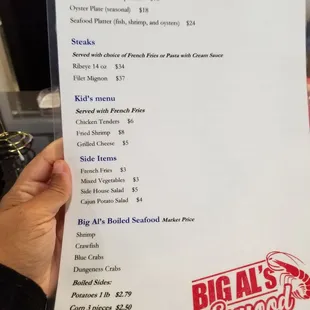 Oyster Plate (seasonal) $18
Seafood Platter (fish, shrimp, and oysters) $24
Steaks
Served with choice of French Fries or Pasta with Cream Sauce
Ribeye 14 oz $34
Filet Mignon $37
Kid's menu
Served with French Fries
Chicken Tenders $6
Fried Shrimp $8
Grilled Cheese $5
Side Items
French Fries $3
Mixed Vegetables $3
Side House Salad $5
Cajun Potato Salad $4
Big Al's Boiled Seafood Market Price
Shrimp
Crawfish
Blue Crabs
Dungeness Crabs
Boiled Sides:
Potatoes 1 lb $2.79
Corn 3 pieces $2.50
BIG AL'S
Seafood